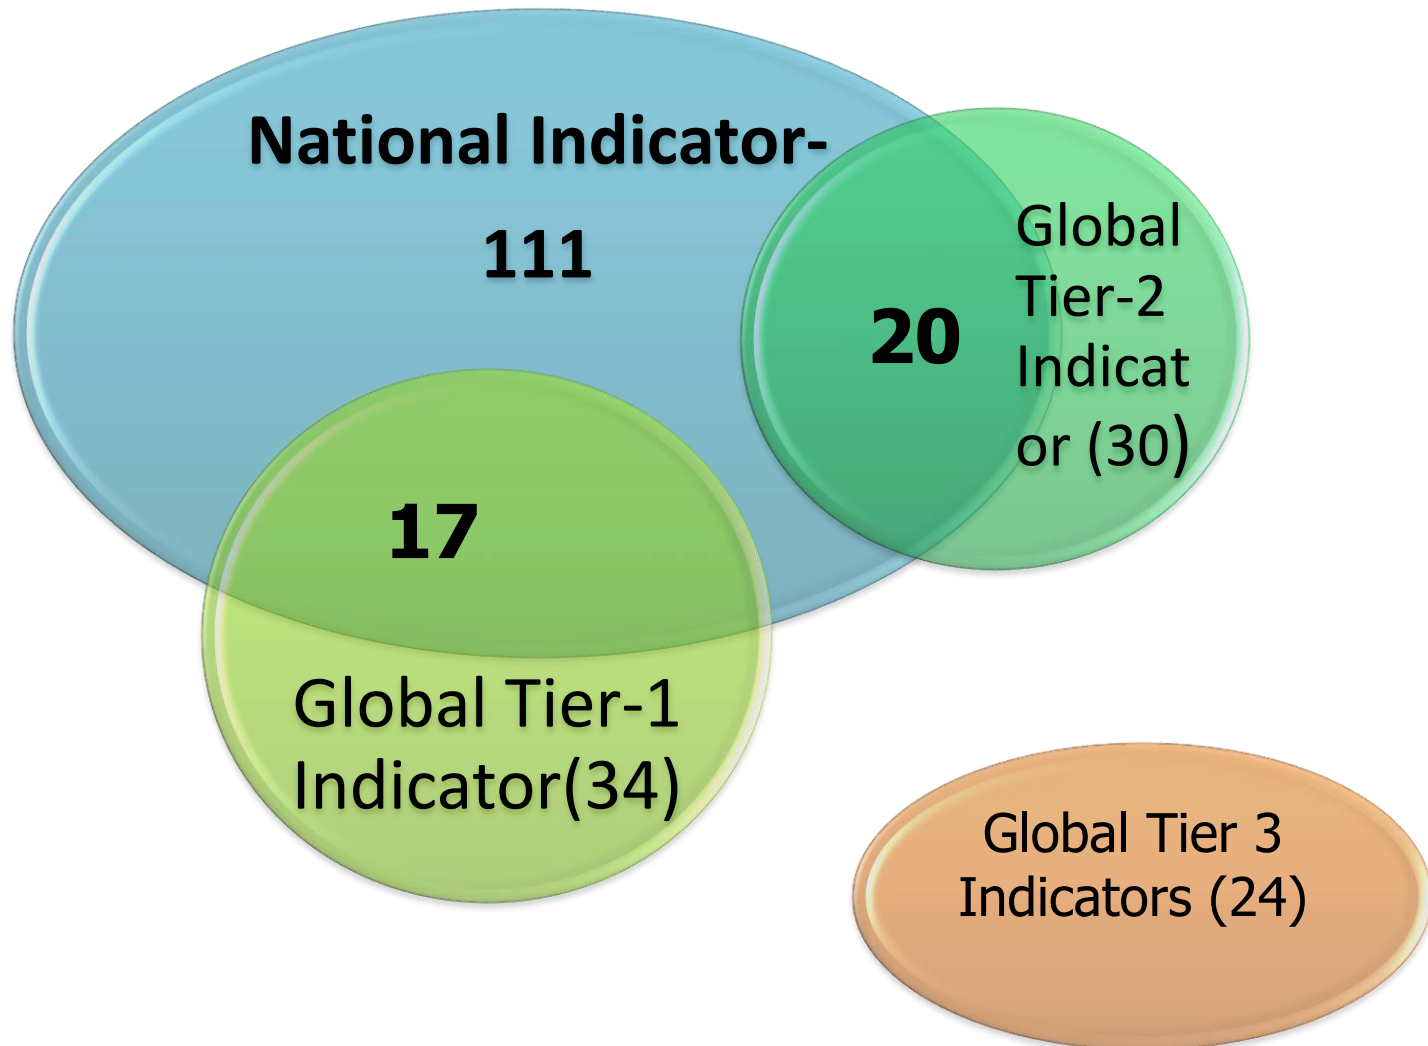 National Indicator-
111
Global
Tier-2
Indicat
or (30)
20
17
Global Tier-1
Indicator(34)
Global Tier 3
Indicators (24)